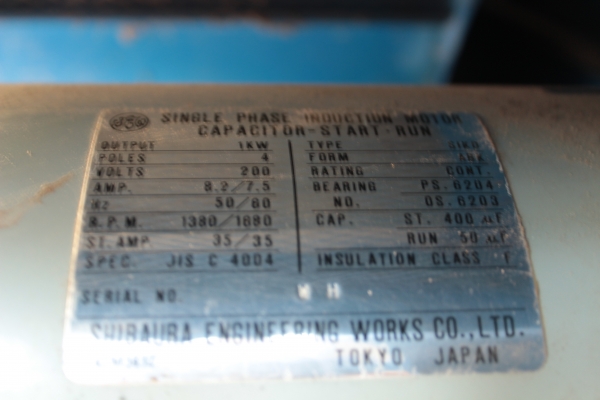 SINGLE PHASE INDUCTION MOTOR
CAPACITOR-START-RUN
OUTPUT 1KW
POLES 4
VOLTS 200
AMP. 8.2/7.5
Hz 50/60
R.P.M. 1380/1680
ST. AMP. 35/35
SPEC. JIS C 4004
TYPE
FORM
RATING CONT.
BEARING PS. 6204
NO. OS. 6203
CAP. ST. 400 μF
RUN 50 μF
INSULATION CLASS
SERIAL NO.
SHIBAURA ENGINEERING WORKS CO., LTD.
TOKYO JAPAN